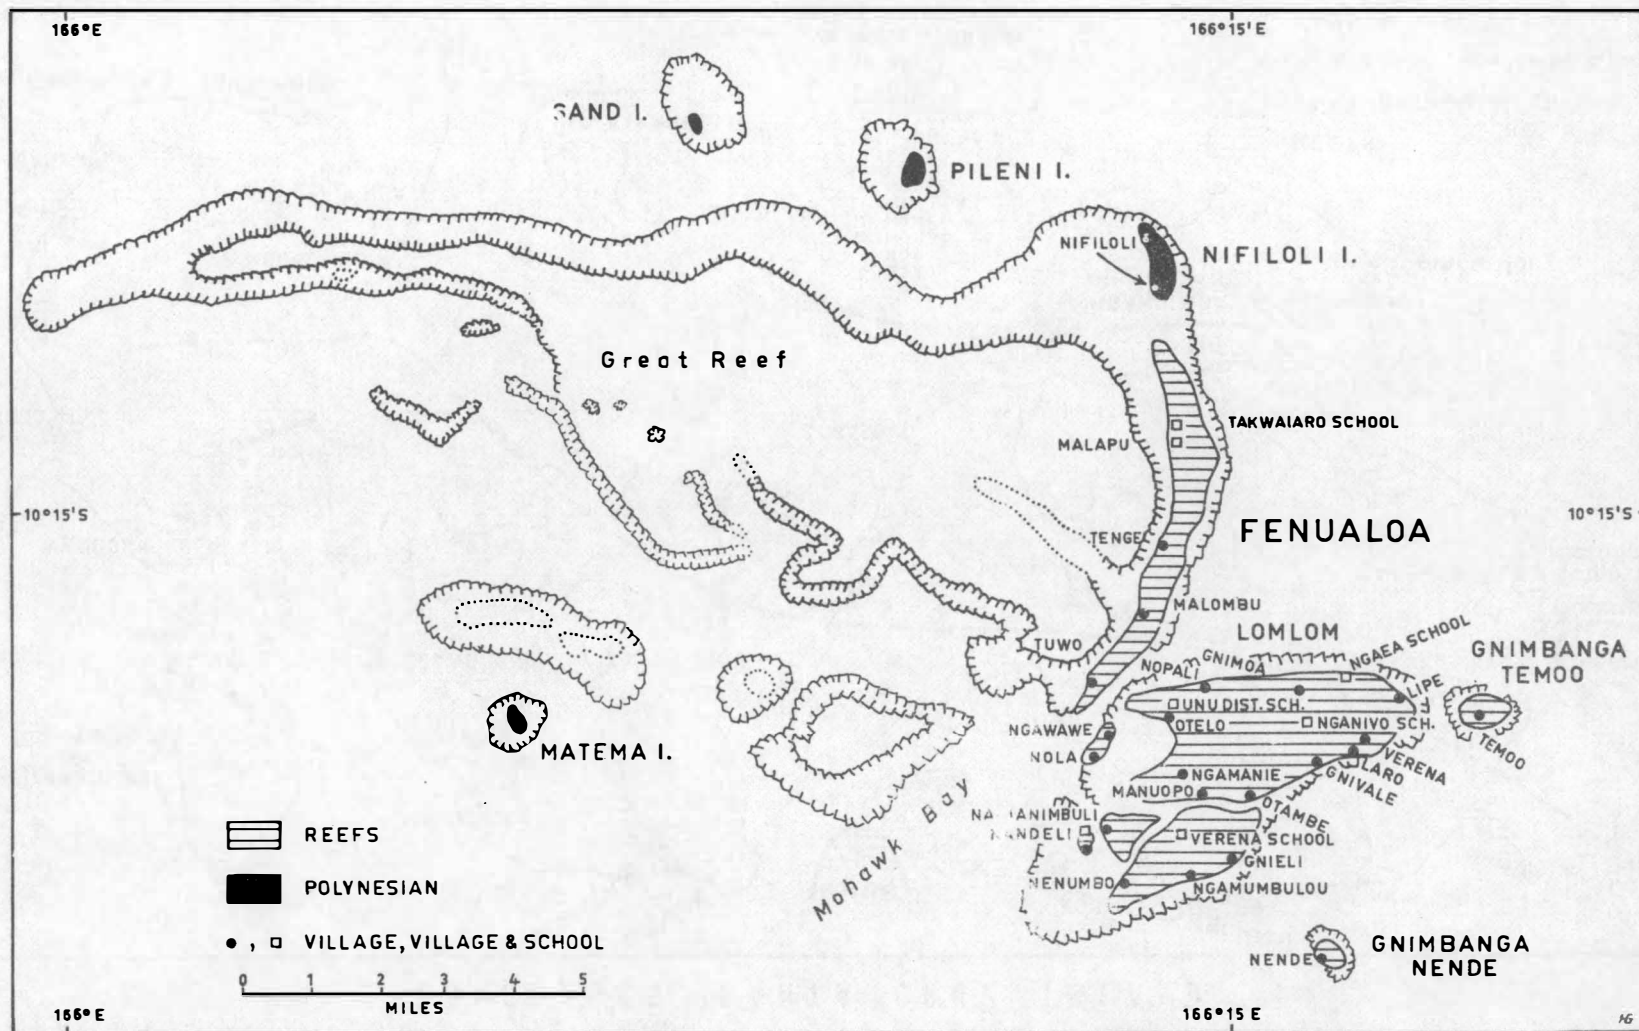 166°E
166°15'E
SAND I.
PILENI I.
NIFILOLI
NIFILOLI I.
Great Reef
TAKWAIARO SCHOOL
MALAPU
10°15'S
10°15'S
FENUALOA
TENGE
MALOMBU
LOMLOM
TUWO
NOPALI
GNIMOA
NGAEA SCHOOL
GNIMBANGA
TEMOO
LIPE
UNU DIST. SCH.
NGAWAWE
OTELO
NGANIVO SCH.
MATEMA I.
NOLA
VERENA
TEMOO
LARO
NGAMANIE
GNIVALE
MANUOPO
OTAMBE
Mohawk Bay
REEFS
VERENA SCHOOL
GNIELI
POLYNESIAN
NENUMBO
NGAMUMBULOU
, VILLAGE, VILLAGE & SCHOOL
GNIMBANGA
NENDE
NENDE
0 1 2 3 4 5
MILES
166°E
166°15 E